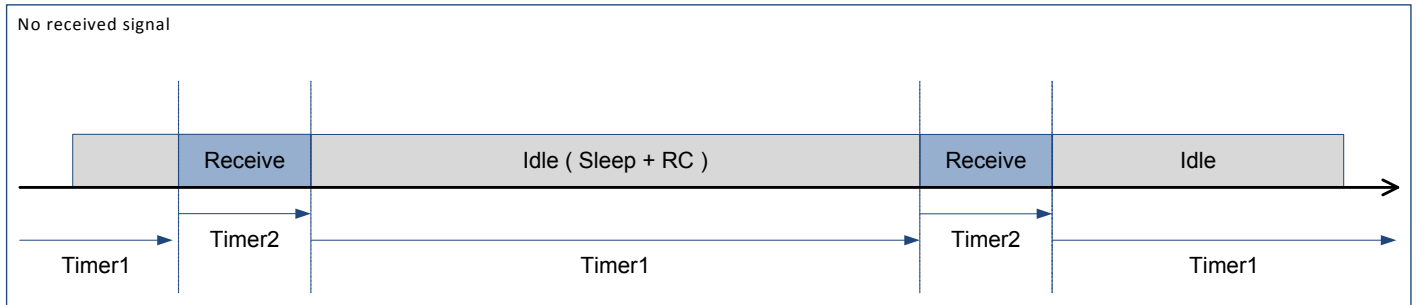 No received signal
Receive
Idle ( Sleep + RC )
Receive
Idle
Timer2
Timer2
Timer1
Timer1
Timer1